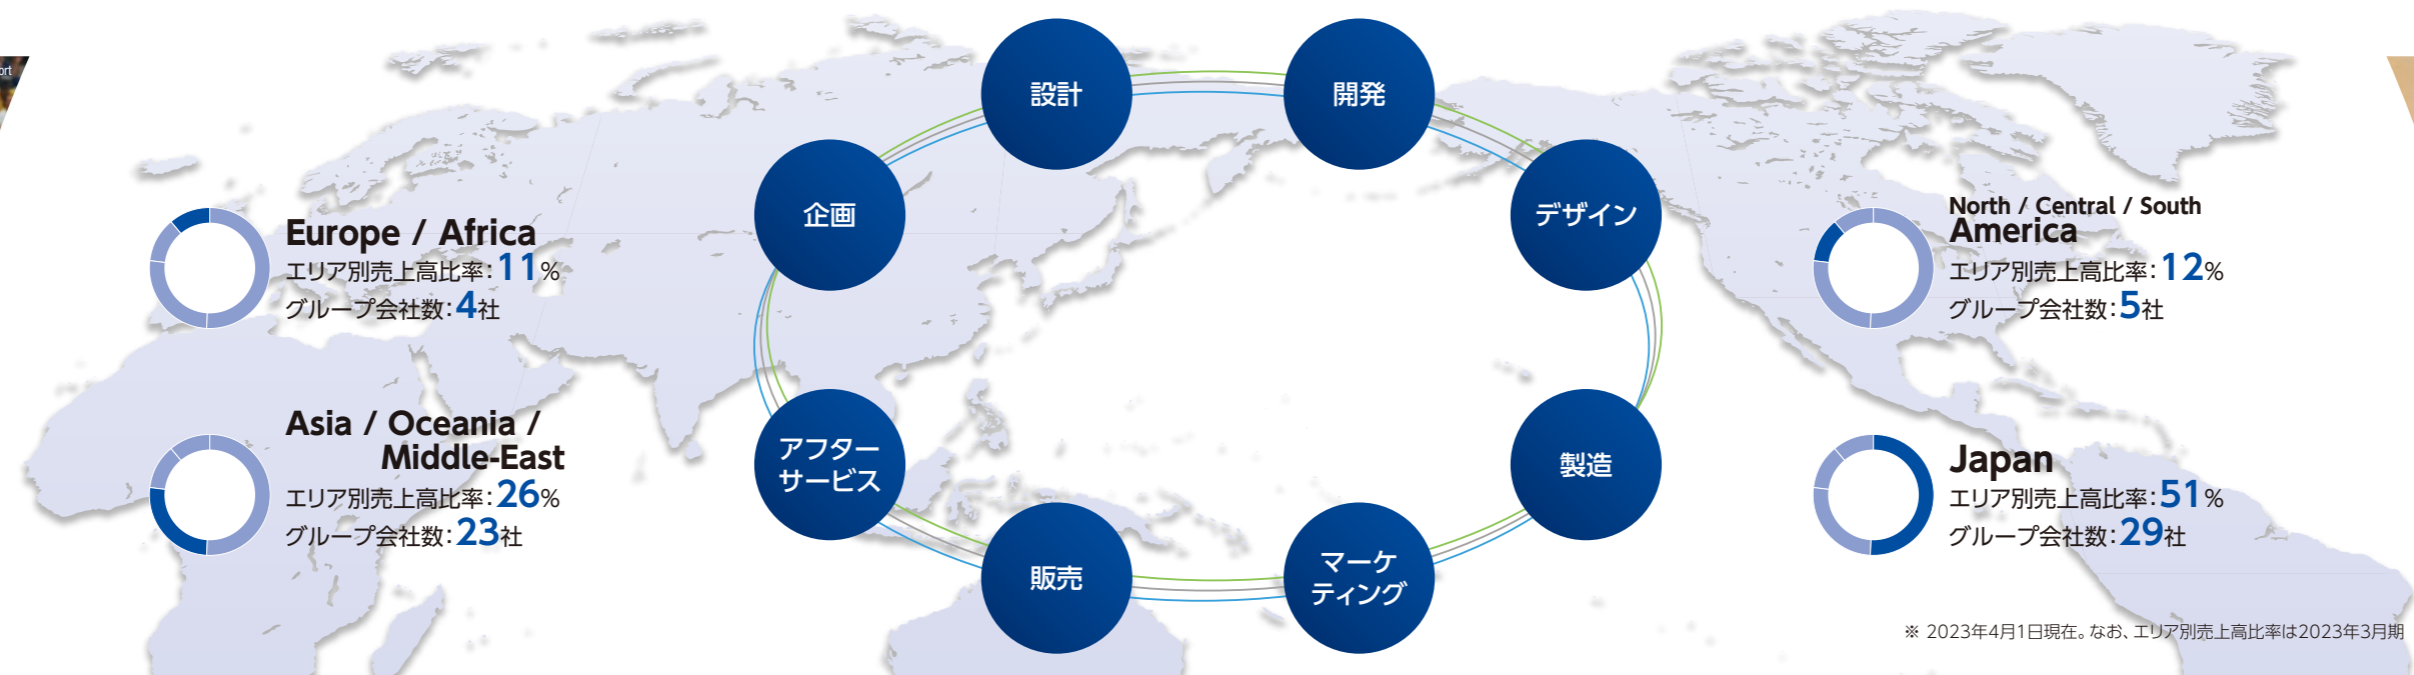 設計
開発
企画
デザイン
アフター
サービス
製造
販売
マーケ
ティング
Europe / Africa
エリア別売上高比率：11%
グループ会社数：4社
Asia / Oceania /
Middle-East
エリア別売上高比率：26%
グループ会社数：23社
North / Central / South
America
エリア別売上高比率：12%
グループ会社数：5社
Japan
エリア別売上高比率：51%
グループ会社数：29社
※ 2023年4月1日現在。なお、エリア別売上高比率は2023年3月期